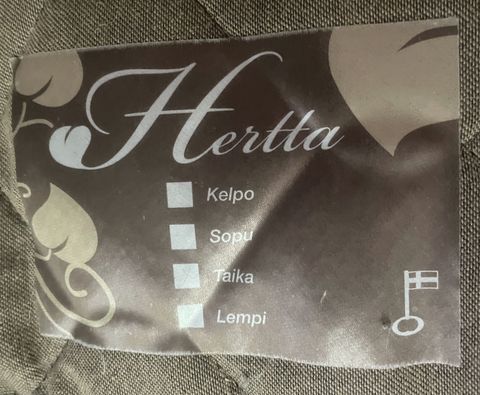 Hertta
Kelpo
Sopu
Taika
Lempi